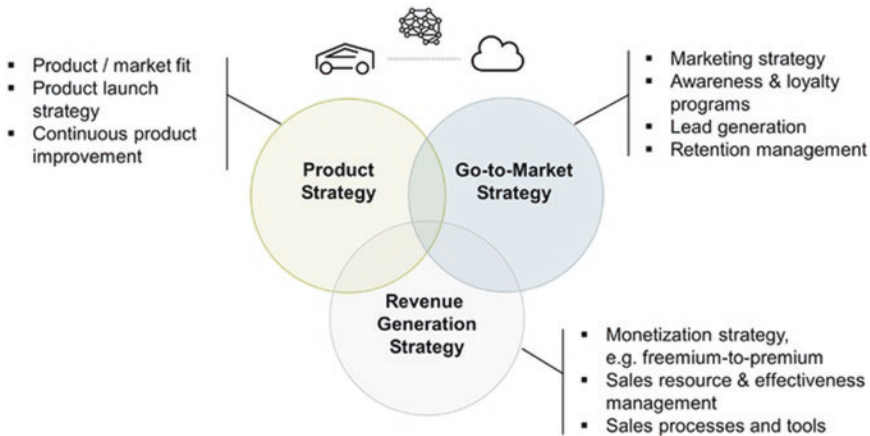 ▪ Product / market fit
▪ Product launch
strategy
▪ Continuous product
improvement
▪ Marketing strategy
▪ Awareness & loyalty
programs
▪ Lead generation
▪ Retention management
Product
Strategy
Go-to-Market
Strategy
Revenue
Generation
Strategy
▪ Monetization strategy,
e.g. freemium-to-premium
▪ Sales resource & effectiveness
management
▪ Sales processes and tools